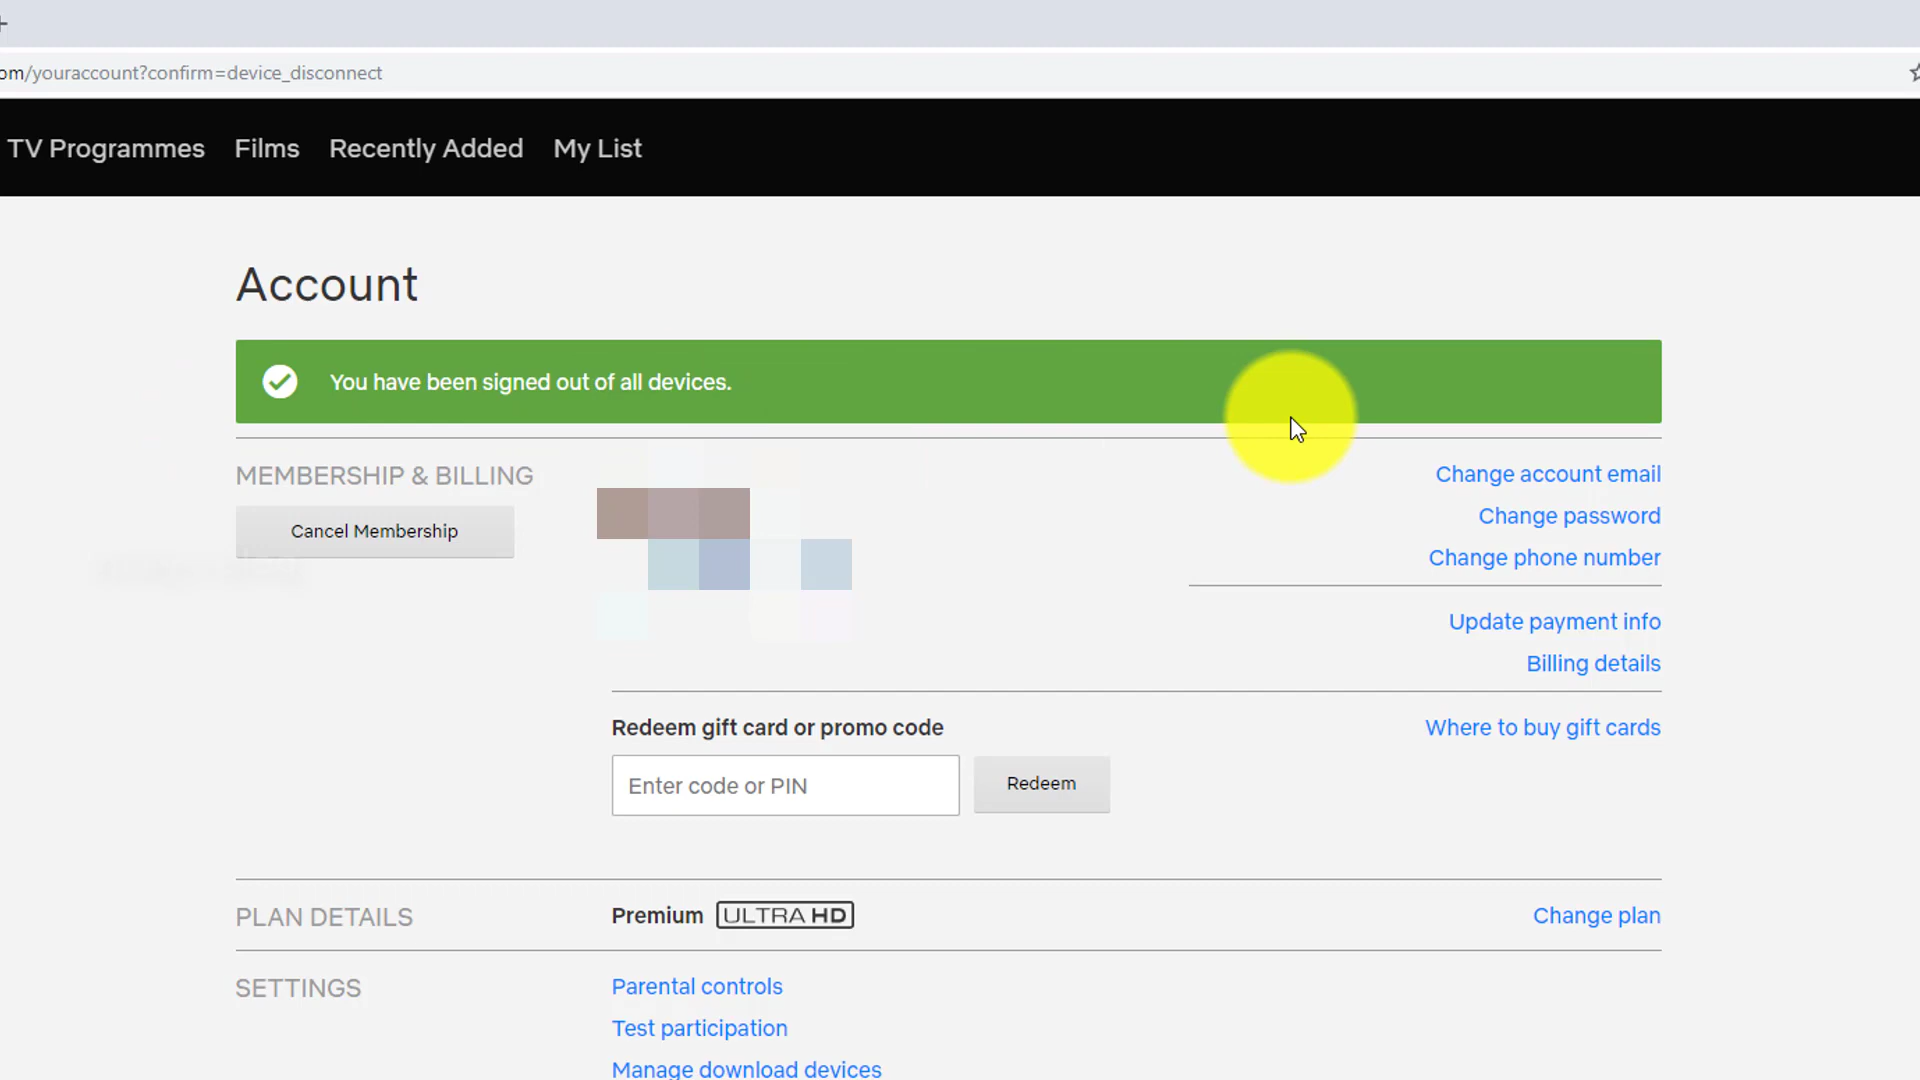 om/youraccount?confirm=device_disconnect
TV Programmes Films Recently Added My List
Account
You have been signed out of all devices.
MEMBERSHIP & BILLING
Cancel Membership
Change account email
Change password
Change phone number
Update payment info
Billing details
Redeem gift card or promo code
Where to buy gift cards
Enter code or PIN
Redeem
PLAN DETAILS
Premium ULTRA HD
Change plan
SETTINGS
Parental controls
Test participation
Manage download devices